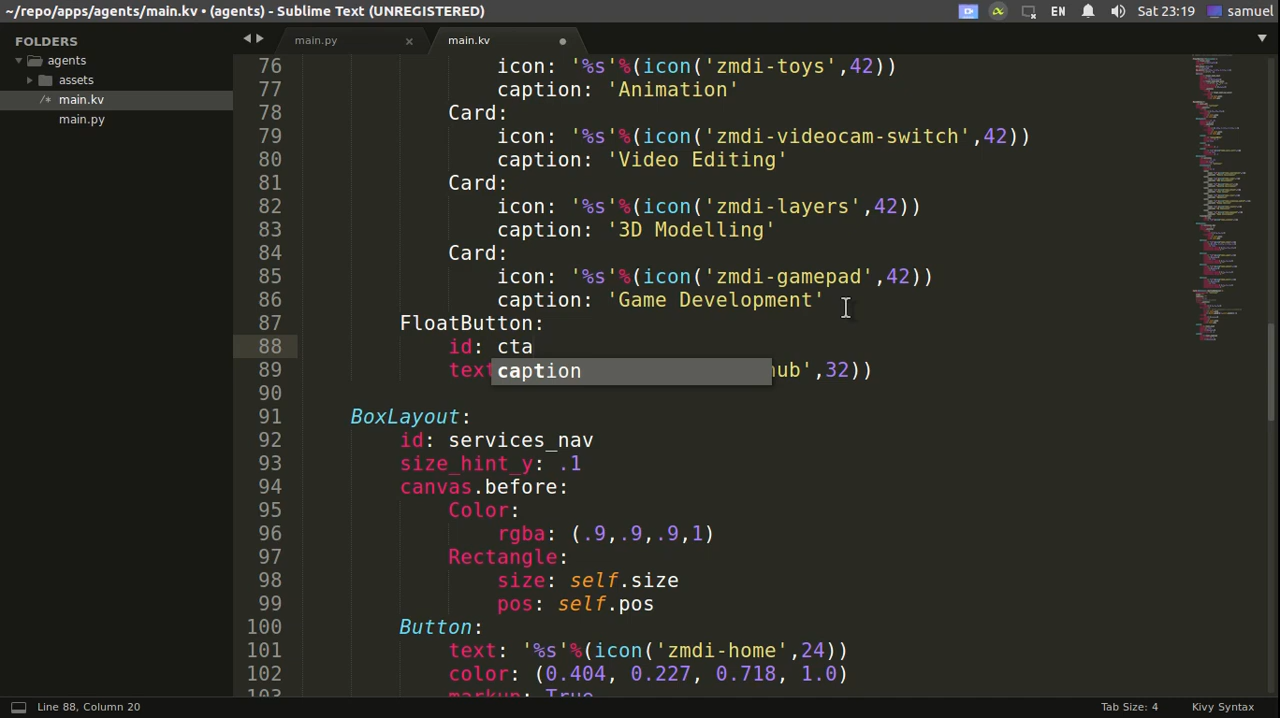 ~/repo/apps/agents/main.kv • (agents) - Sublime Text (UNREGISTERED)
EN
Sat 23:19
samuel
FOLDERS
agents
assets
/* main.kv
main.py
main.py ×
main.kv
76 icon: '%s'%(icon('zmdi-toys',42))
77 caption: 'Animation'
78 Card:
79 icon: '%s'%(icon('zmdi-videocam-switch',42))
80 caption: 'Video Editing'
81 Card:
82 icon: '%s'%(icon('zmdi-layers',42))
83 caption: '3D Modelling'
84 Card:
85 icon: '%s'%(icon('zmdi-gamepad',42))
86 caption: 'Game Development'
87 FloatButton:
88 id: cta
caption
89 text hub',32))
90
91 BoxLayout:
92 id: services_nav
93 size_hint_y: .1
94 canvas.before:
95 Color:
96 rgba: (.9,.9,.9,1)
97 Rectangle:
98 size: self.size
99 pos: self.pos
100 Button:
101 text: '%s'%(icon('zmdi-home',24))
102 color: (0.404, 0.227, 0.718, 1.0)
103 markup: True
Line 88, Column 20
Tab Size: 4
Kivy Syntax